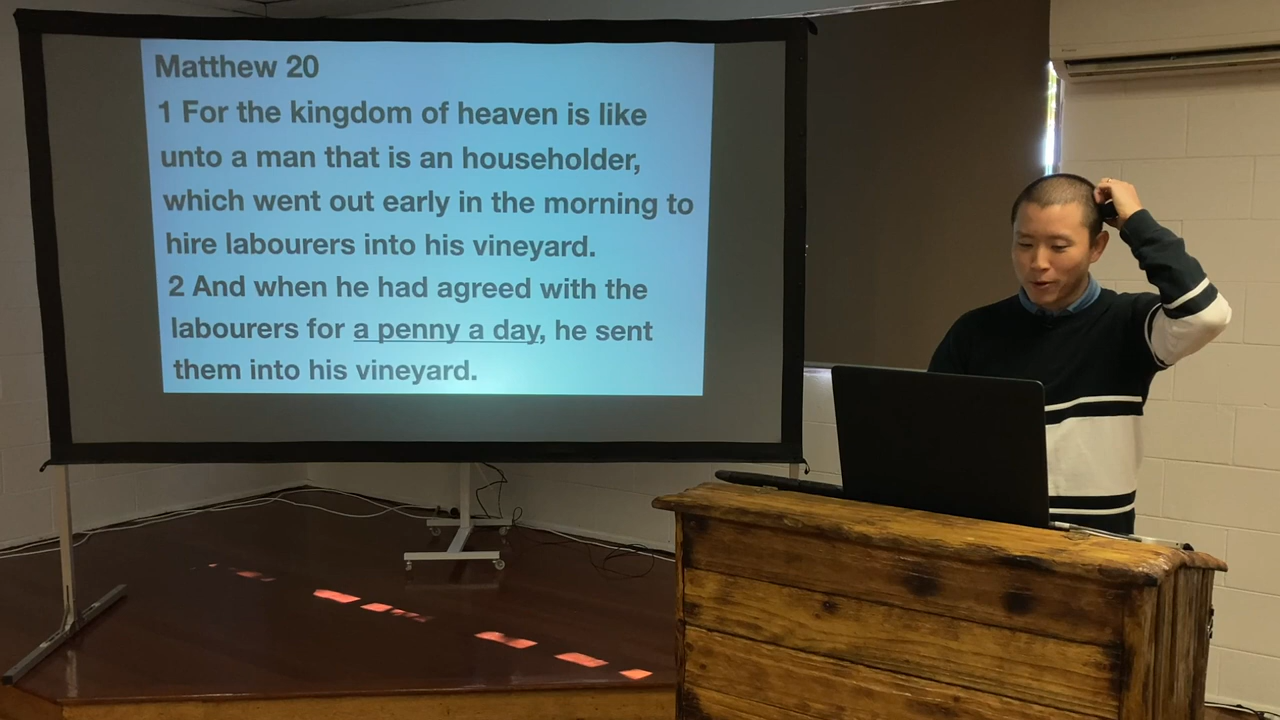 Matthew 20
1 For the kingdom of heaven is like
unto a man that is an householder,
which went out early in the morning to
hire labourers into his vineyard.
2 And when he had agreed with the
labourers for a penny a day, he sent
them into his vineyard.